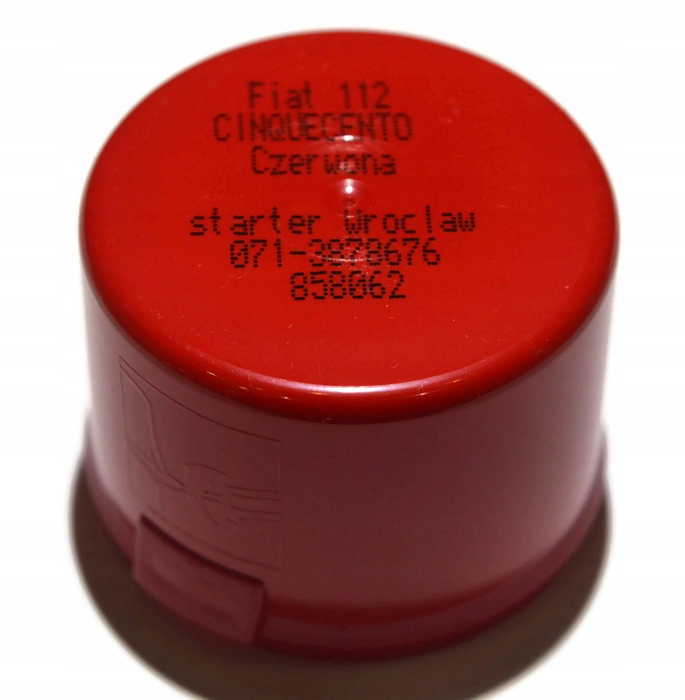 Fiat 112
CINQUECENTO
Czerwona
starter Wroclaw
071-3878676
858062